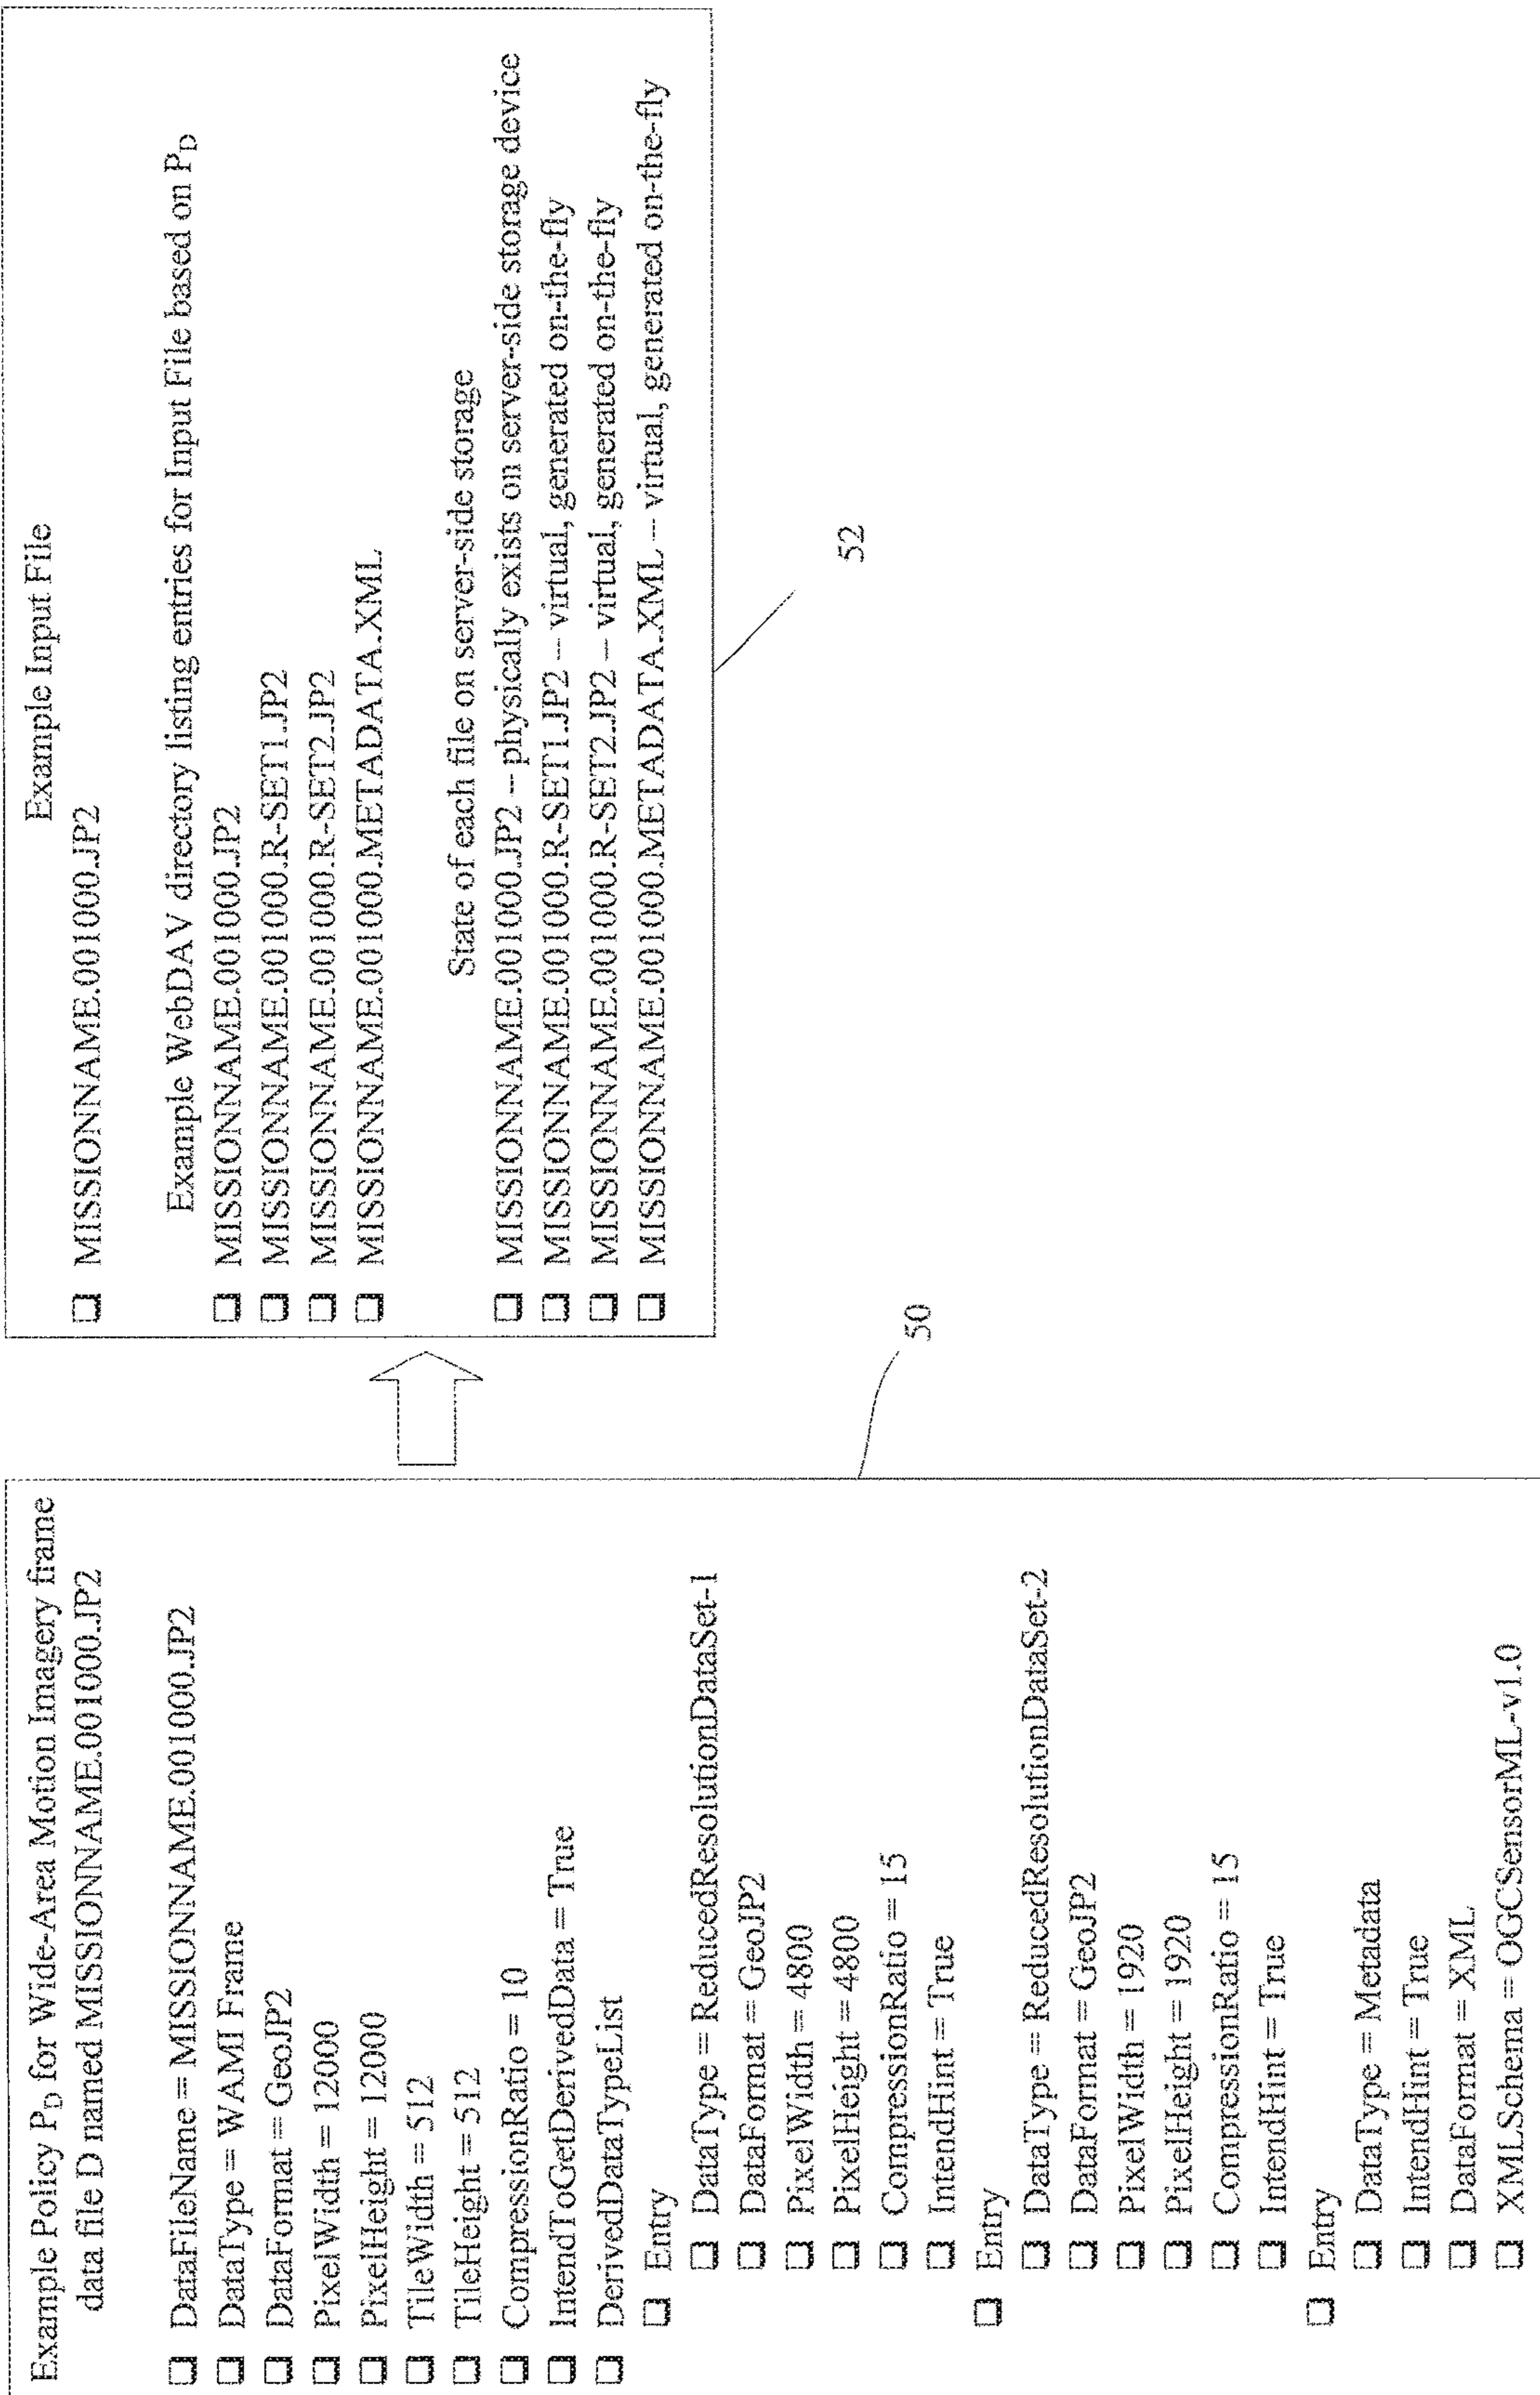 Example Policy P_D for Wide-Area Motion Imagery frame
data file D named MISSIONNAME.001000.JP2
❑ DataFileName = MISSIONNAME.001000.JP2
❑ DataType = WAMI Frame
❑ DataFormat = GeoJP2
❑ PixelWidth = 12000
❑ PixelHeight = 12000
❑ TileWidth = 512
❑ TileHeight = 512
❑ CompressionRatio = 10
❑ IntendToGetDerivedData = True
❑ DerivedDataTypeList
❑ Entry
❑ DataType = ReducedResolutionDataSet-1
❑ DataFormat = GeoJP2
❑ PixelWidth = 4800
❑ PixelHeight = 4800
❑ CompressionRatio = 15
❑ IntendHint = True
❑ Entry
❑ DataType = ReducedResolutionDataSet-2
❑ DataFormat = GeoJP2
❑ PixelWidth = 1920
❑ PixelHeight = 1920
❑ CompressionRatio = 15
❑ IntendHint = True
❑ Entry
❑ DataType = Metadata
❑ IntendHint = True
❑ DataFormat = XML
❑ XMLSchema = OGCSensorML-v1.0
50
Example Input File
❑ MISSIONNAME.001000.JP2
Example WebDAV directory listing entries for Input File based on P_D
❑ MISSIONNAME.001000.JP2
❑ MISSIONNAME.001000.R-SET1.JP2
❑ MISSIONNAME.001000.R-SET2.JP2
❑ MISSIONNAME.001000.METADATA.XML
State of each file on server-side storage
❑ MISSIONNAME.001000.JP2 -- physically exists on server-side storage device
❑ MISSIONNAME.001000.R-SET1.JP2 -- virtual, generated on-the-fly
❑ MISSIONNAME.001000.R-SET2.JP2 -- virtual, generated on-the-fly
❑ MISSIONNAME.001000.METADATA.XML -- virtual, generated on-the-fly
52